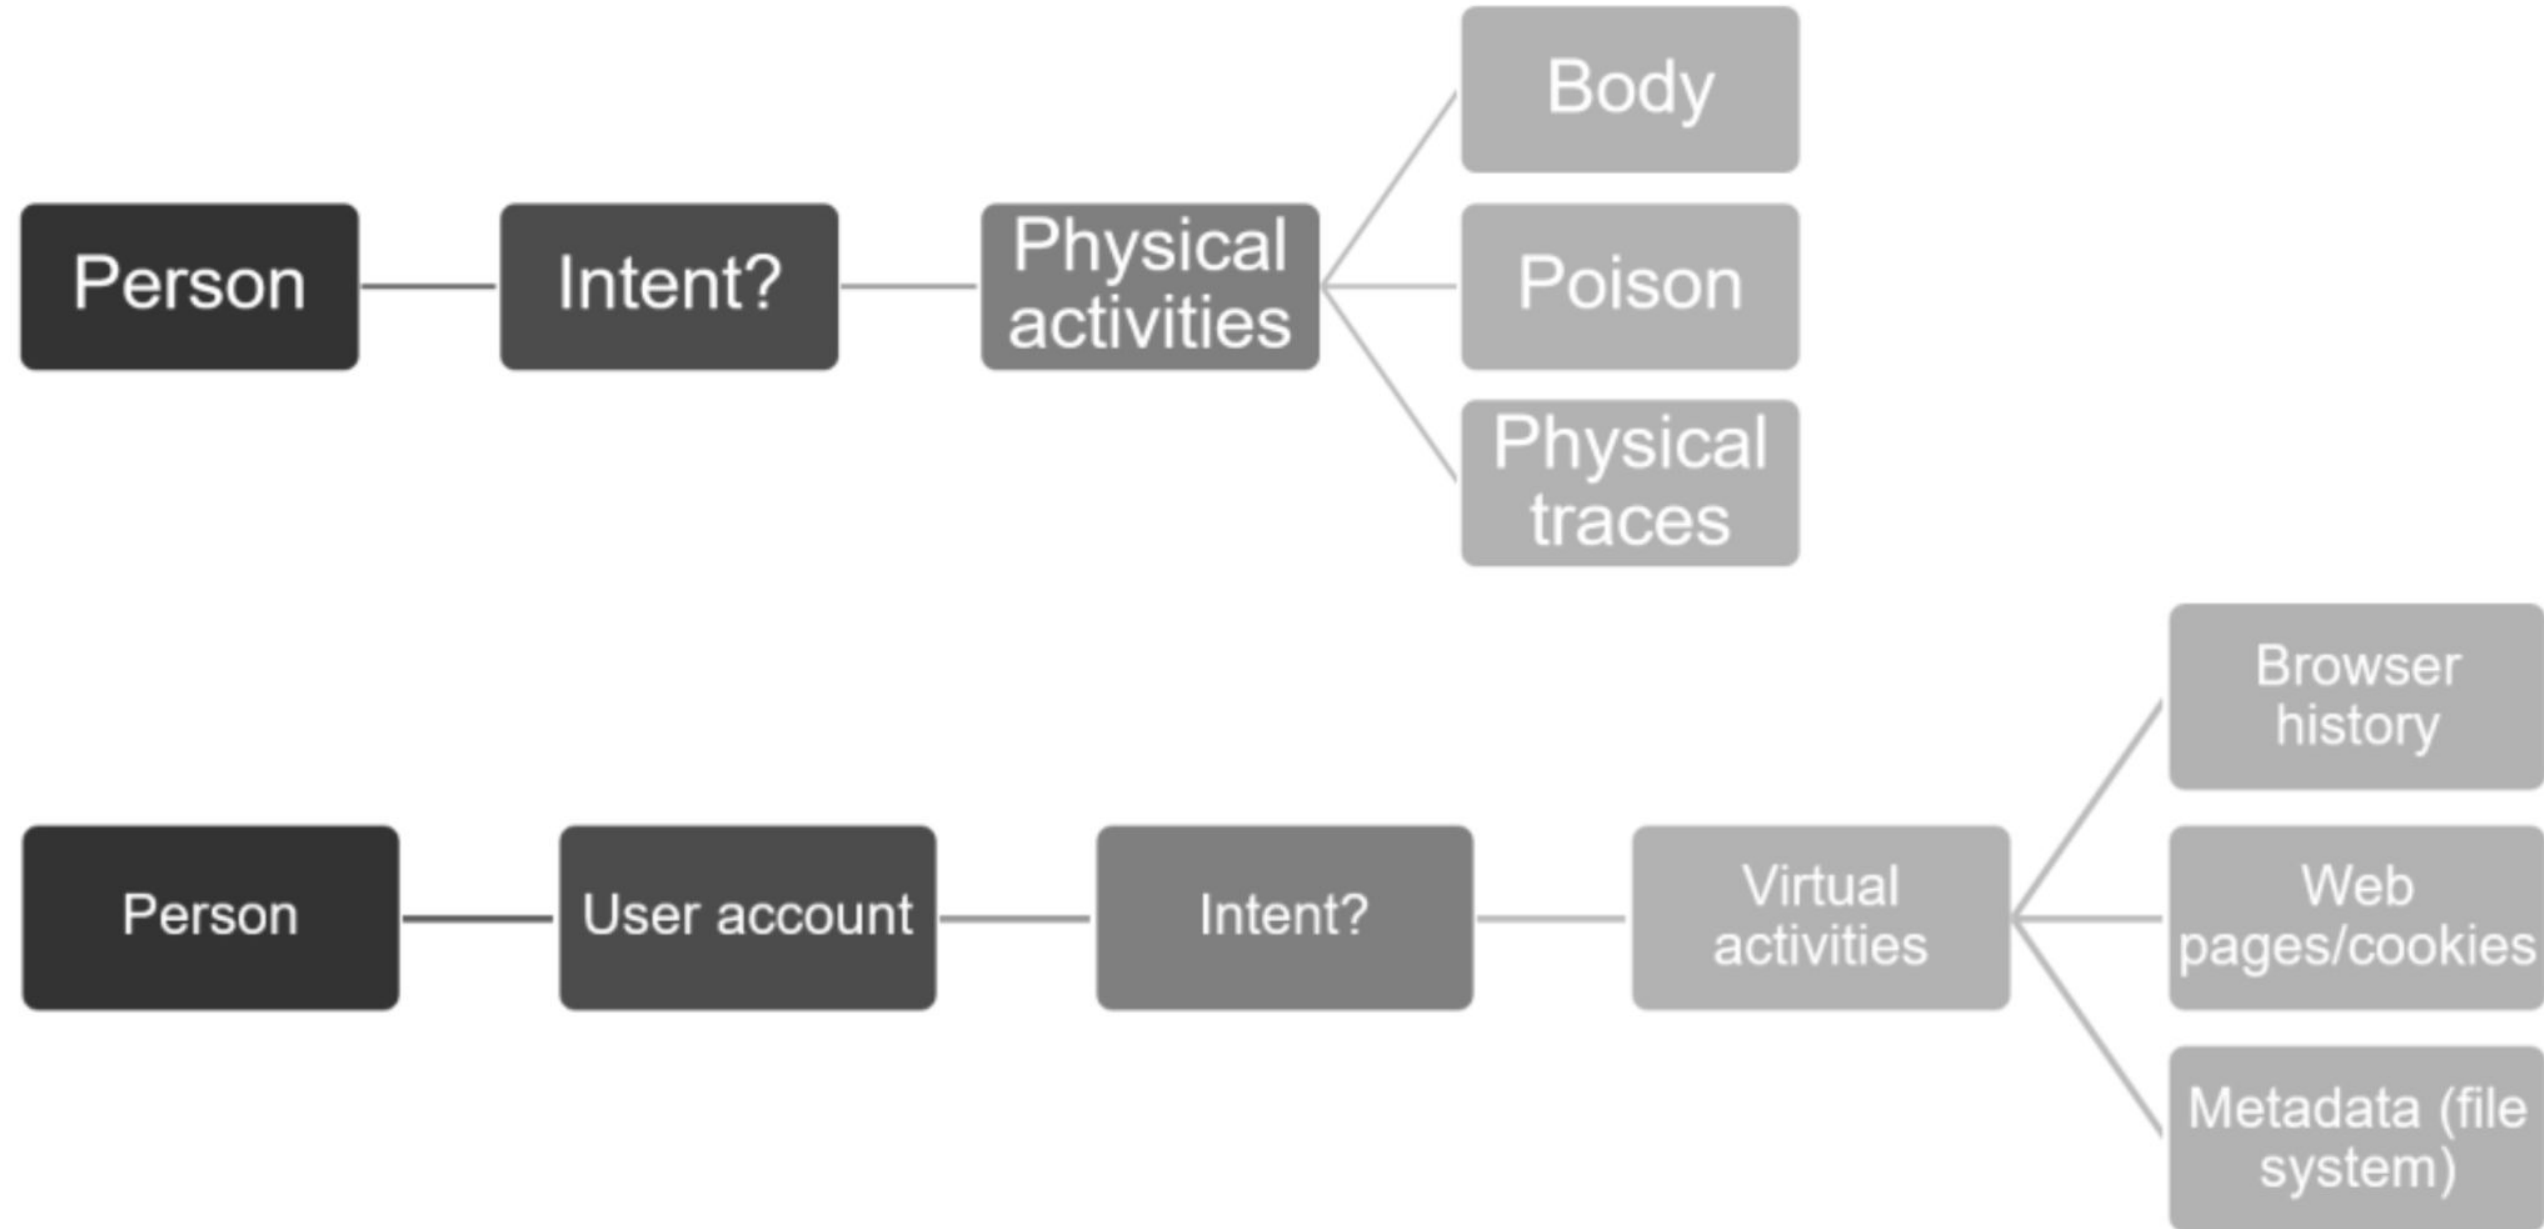 Body
Person
Intent?
Physical
activities
Poison
Physical
traces
Browser
history
Person
User account
Intent?
Virtual
activities
Web
pages/cookies
Metadata (file
system)